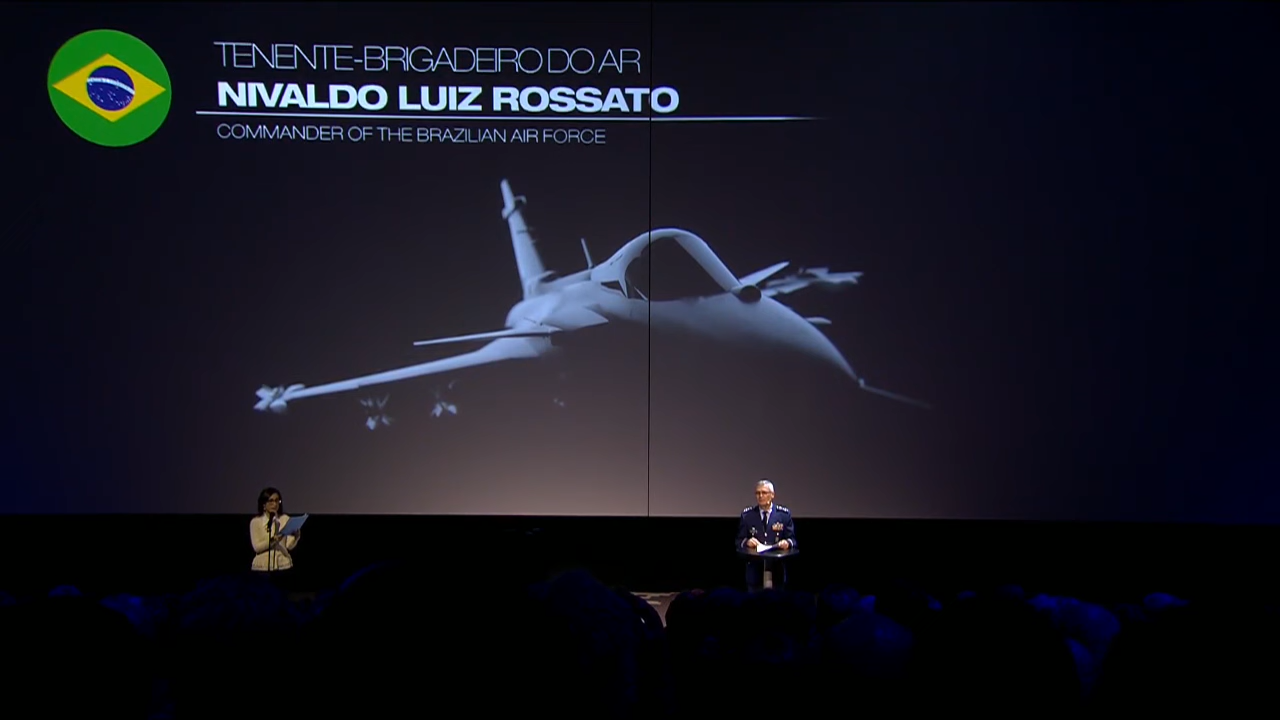 TENENTE-BRIGADEIRO DO AR
NIVALDO LUIZ ROSSATO
COMMANDER OF THE BRAZILIAN AIR FORCE